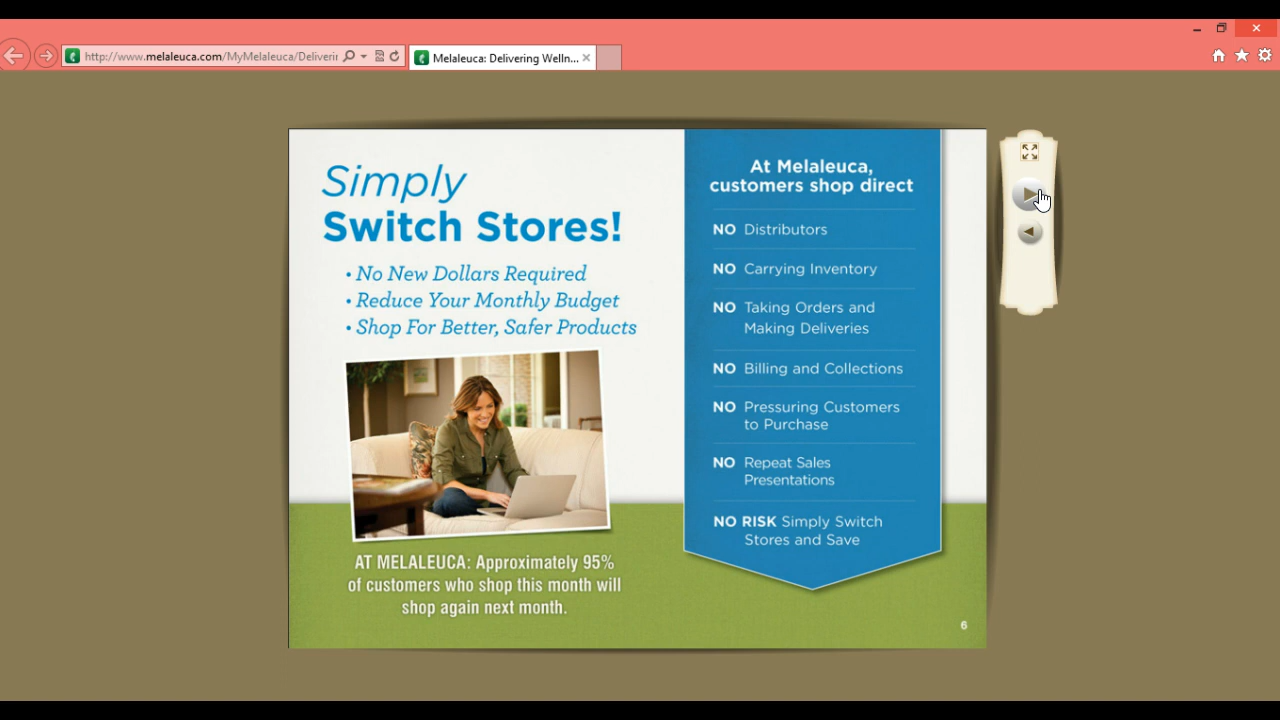 http://www.melaleuca.com/MyMelaleuca/Deliveri
Melaleuca: Delivering Welln...
Simply
Switch Stores!
• No New Dollars Required
• Reduce Your Monthly Budget
• Shop For Better, Safer Products
AT MELALEUCA: Approximately 95%
of customers who shop this month will
shop again next month.
At Melaleuca,
customers shop direct
NO Distributors
NO Carrying Inventory
NO Taking Orders and
Making Deliveries
NO Billing and Collections
NO Pressuring Customers
to Purchase
NO Repeat Sales
Presentations
NO RISK Simply Switch
Stores and Save
6